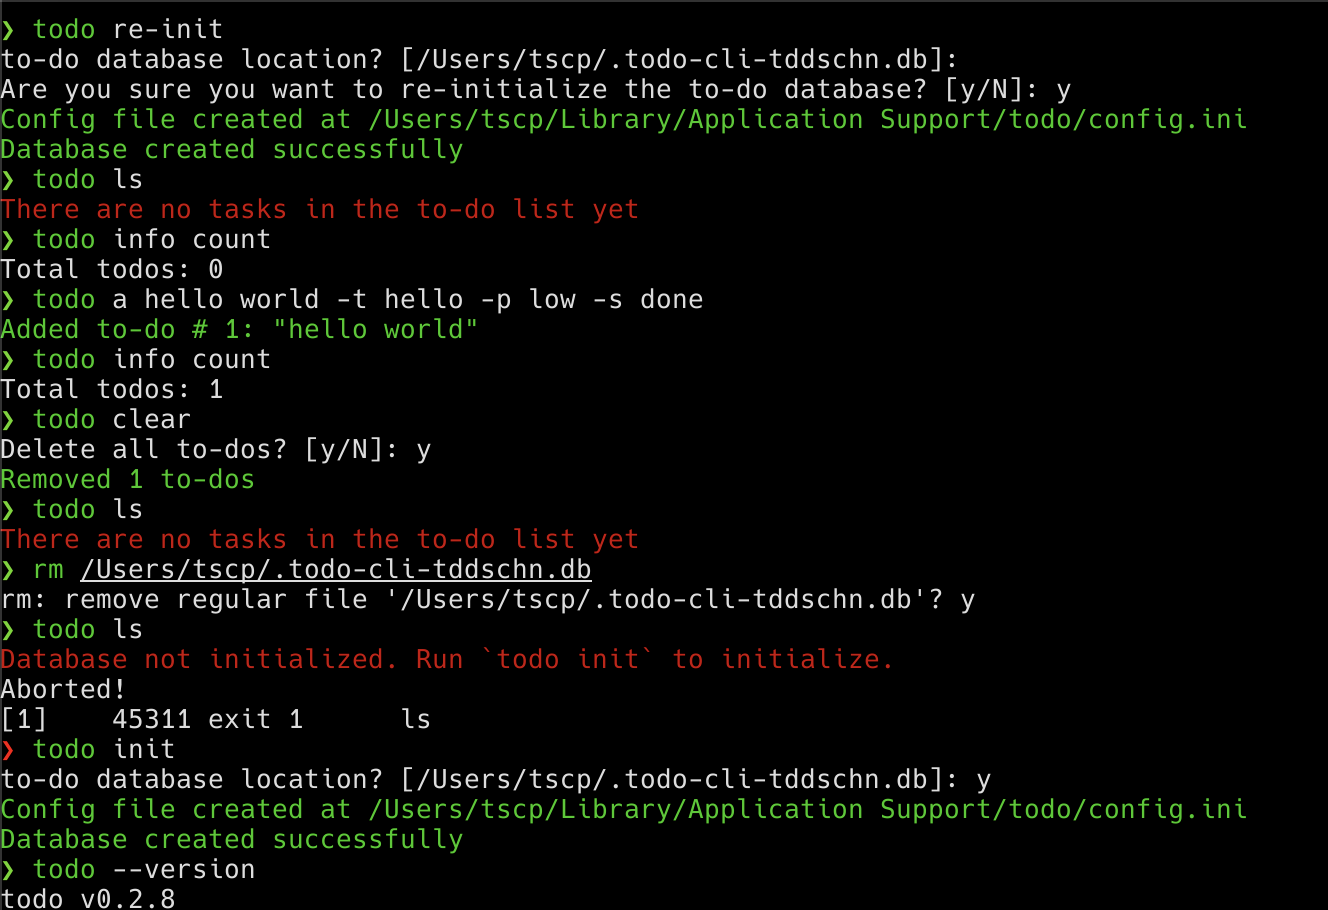 ❯ todo re-init
to-do database location? [/Users/tscp/.todo-cli-tddschn.db]:
Are you sure you want to re-initialize the to-do database? [y/N]: y
Config file created at /Users/tscp/Library/Application Support/todo/config.ini
Database created successfully
❯ todo ls
There are no tasks in the to-do list yet
❯ todo info count
Total todos: 0
❯ todo a hello world -t hello -p low -s done
Added to-do # 1: "hello world"
❯ todo info count
Total todos: 1
❯ todo clear
Delete all to-dos? [y/N]: y
Removed 1 to-dos
❯ todo ls
There are no tasks in the to-do list yet
❯ rm /Users/tscp/.todo-cli-tddschn.db
rm: remove regular file '/Users/tscp/.todo-cli-tddschn.db'? y
❯ todo ls
Database not initialized. Run `todo init` to initialize.
Aborted!
[1]    45311 exit 1      ls
❯ todo init
to-do database location? [/Users/tscp/.todo-cli-tddschn.db]: y
Config file created at /Users/tscp/Library/Application Support/todo/config.ini
Database created successfully
❯ todo --version
todo v0.2.8